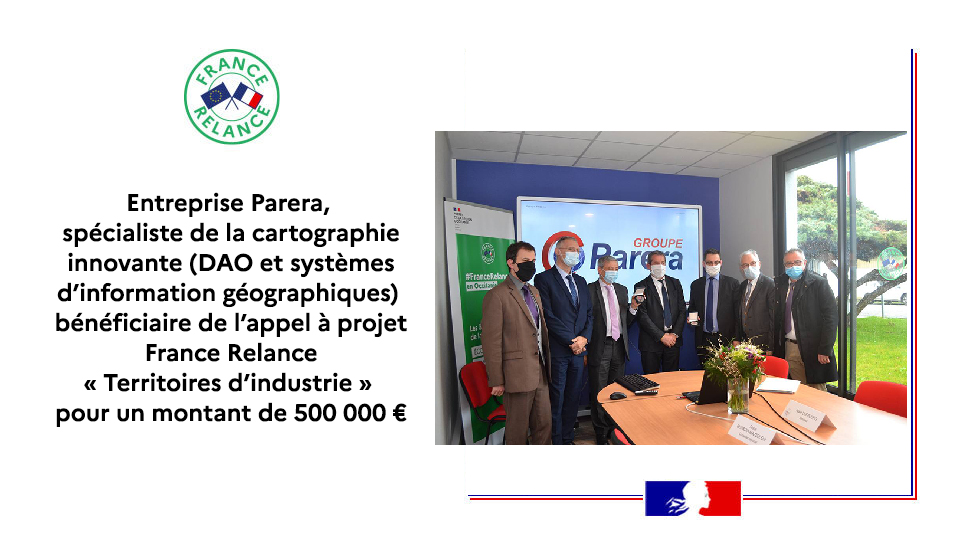 FRANCE
RELANCE
Entreprise Parera,
spécialiste de la cartographie
innovante (DAO et systèmes
d’information géographiques)
bénéficiaire de l’appel à projet
France Relance
« Territoires d’industrie »
pour un montant de 500 000 €
GROUPE
Parera
#FranceRelan
en Occitanie